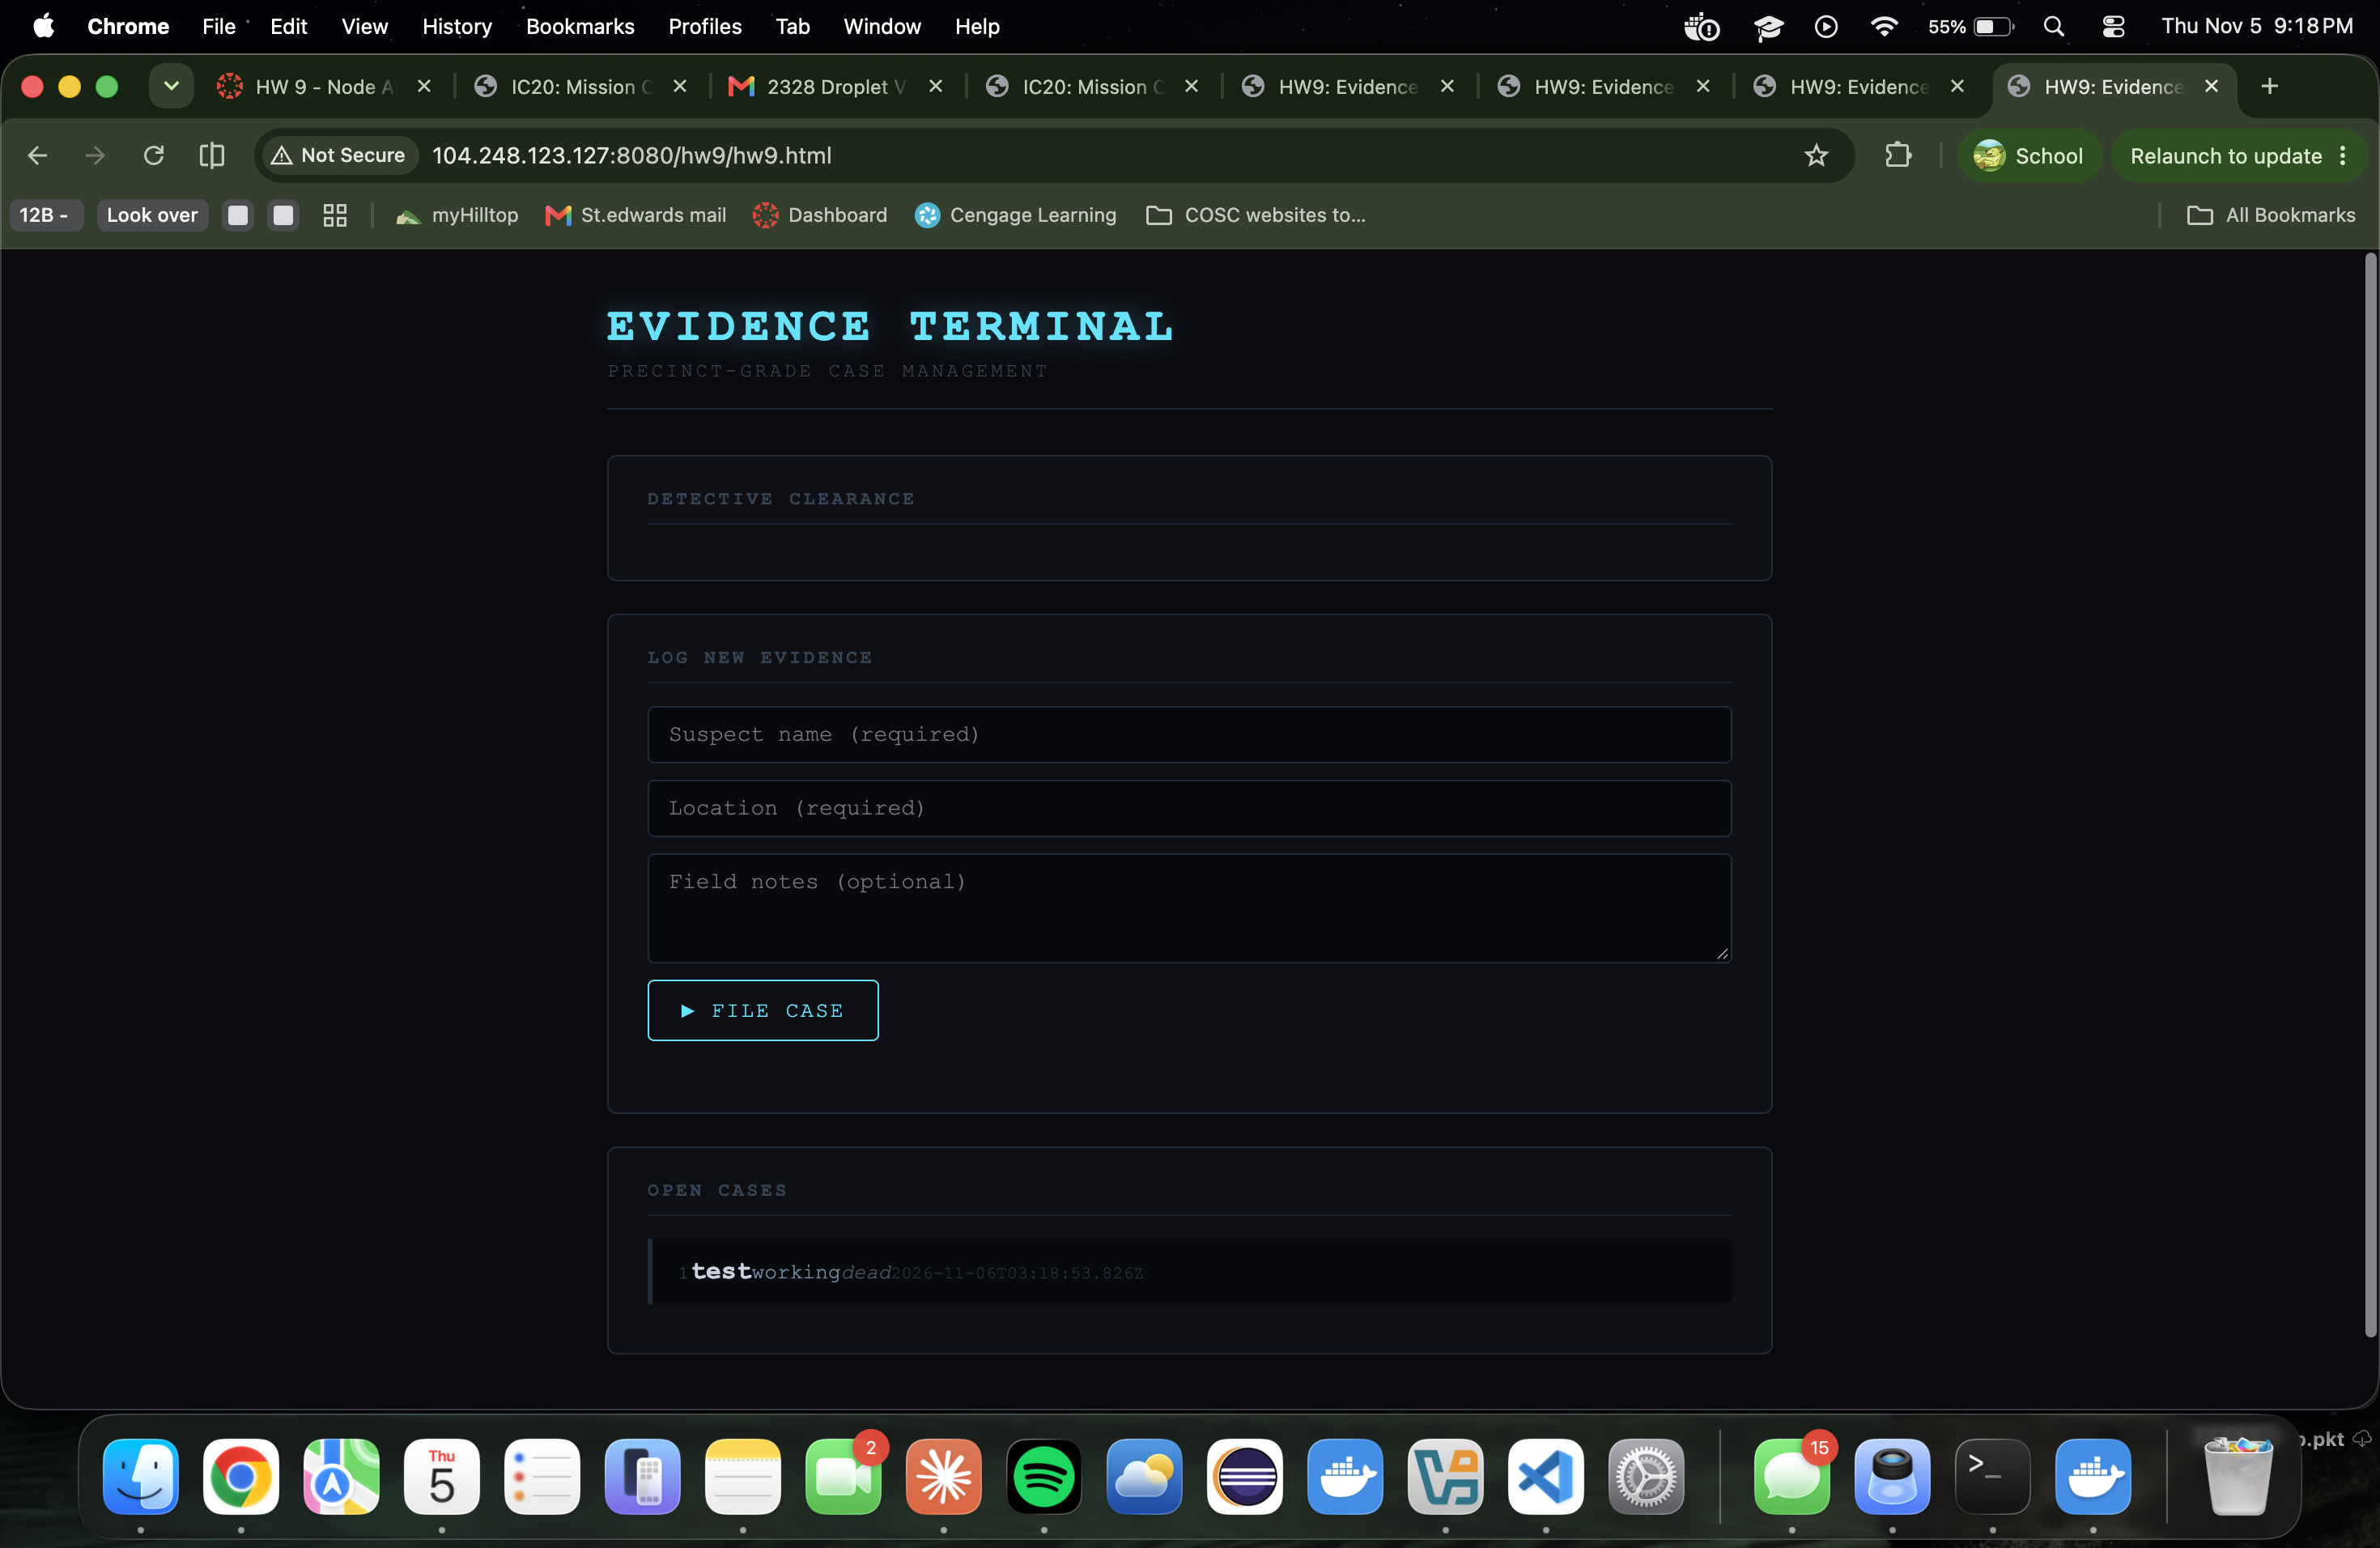 Chrome File Edit View History Bookmarks Profiles Tab Window Help 55% Thu Nov 5 9:18 PM
HW 9 - Node A IC20: Mission C 2328 Droplet V IC20: Mission C HW9: Evidence HW9: Evidence HW9: Evidence HW9: Evidence
Not Secure 104.248.123.127:8080/hw9/hw9.html School Relaunch to update
12B - Look over myHilltop St.edwards mail Dashboard Cengage Learning COSC websites to... All Bookmarks
EVIDENCE TERMINAL
PRECINCT-GRADE CASE MANAGEMENT
DETECTIVE CLEARANCE
LOG NEW EVIDENCE
Suspect name (required)
Location (required)
Field notes (optional)
▶ FILE CASE
OPEN CASES
1 test working dead 2026-11-06T03:18:53.826Z
Thu
5
2
15
.pkt